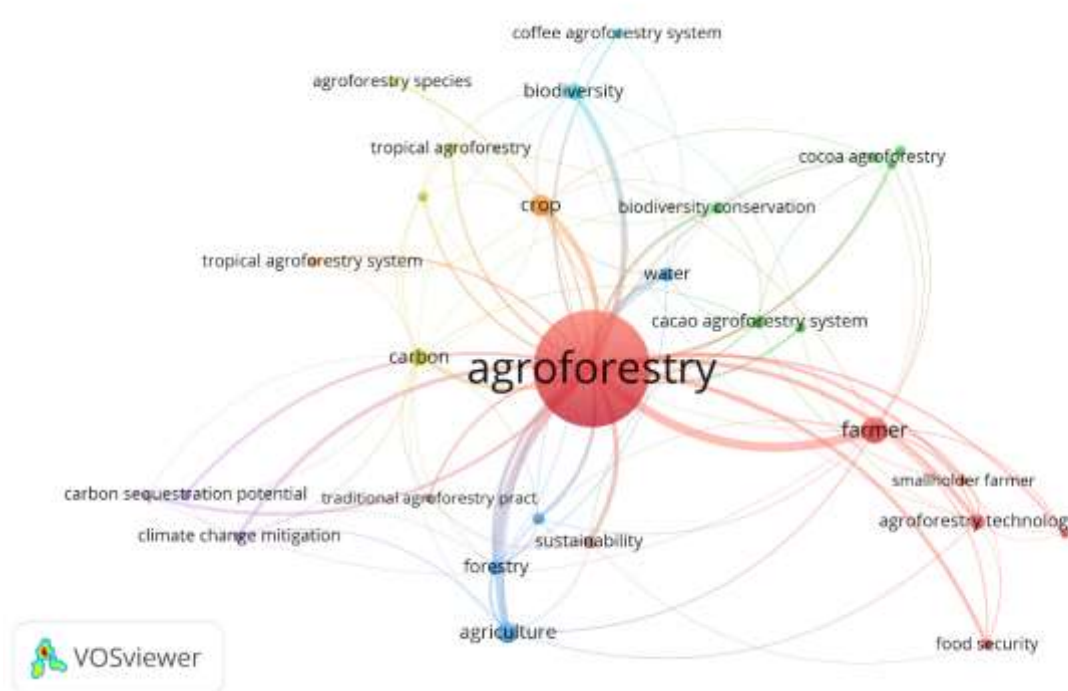 coffee agroforestry system
agroforestry species
biodiversity
tropical agroforestry
cocoa agroforestry
crop
biodiversity conservation
tropical agroforestry system
water
cacao agroforestry system
carbon
agroforestry
farmer
smallholder farmer
carbon sequestration potential
traditional agroforestry pract
agroforestry technolog
climate change mitigation
sustainability
forestry
agriculture
food security
VOSviewer